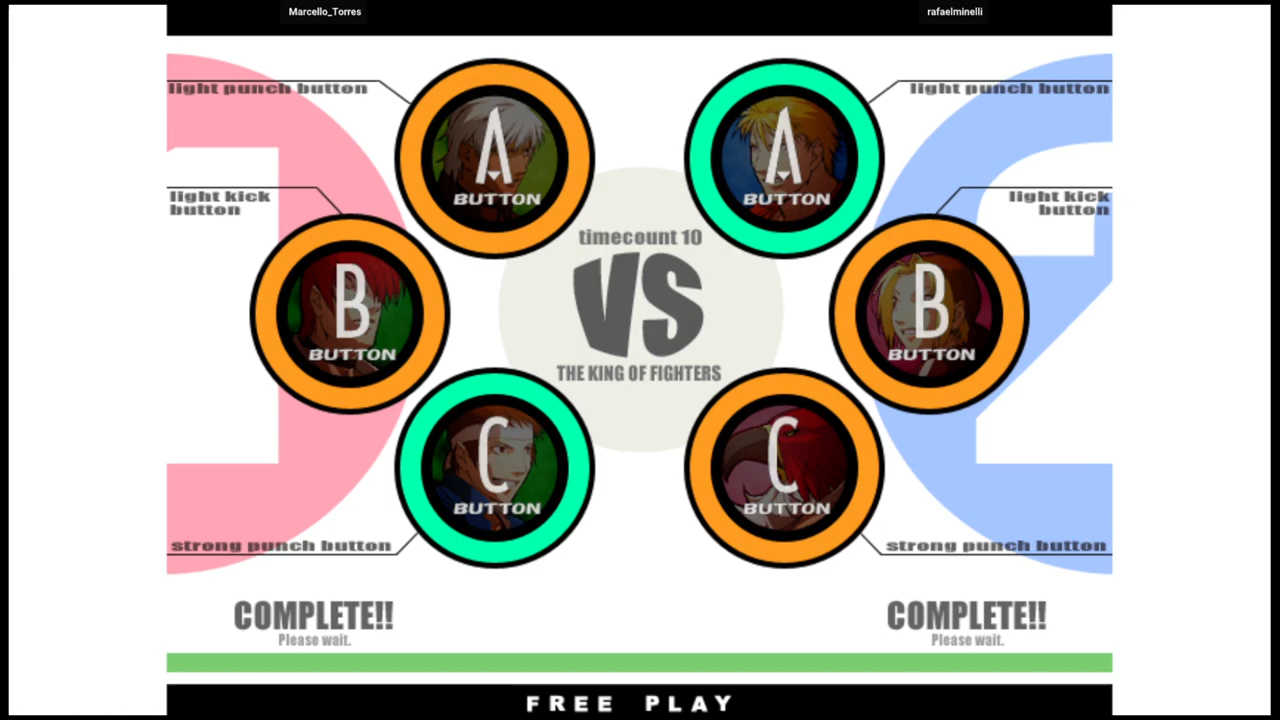 Marcello_Torres
rafaelminelli
light punch button
light punch button
A
BUTTON
A
BUTTON
light kick
button
light kick
button
timecount 10
VS
THE KING OF FIGHTERS
B
BUTTON
B
BUTTON
C
BUTTON
C
BUTTON
strong punch button
strong punch button
COMPLETE!!
Please wait.
COMPLETE!!
Please wait.
FREE PLAY